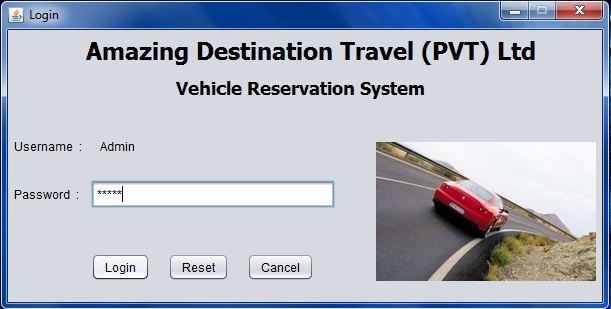 Login
Amazing Destination Travel (PVT) Ltd
Vehicle Reservation System
Username : Admin
Password : *****
Login Reset Cancel